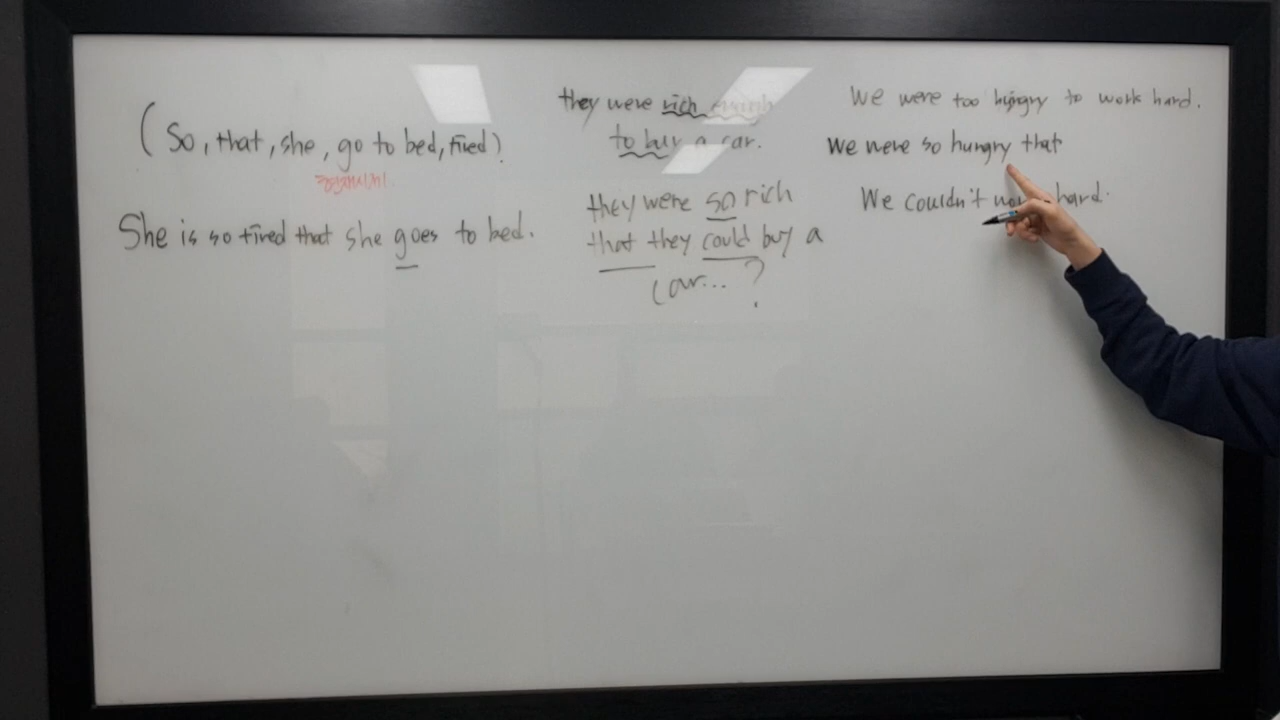 (So, that, she, go to bed, tired)
She is so tired that she goes to bed.
they were rich enough
to buy a car.
they were so rich
that they could buy a
car... ?
We were too hungry to work hard.
We were so hungry that
We couldn't hard.